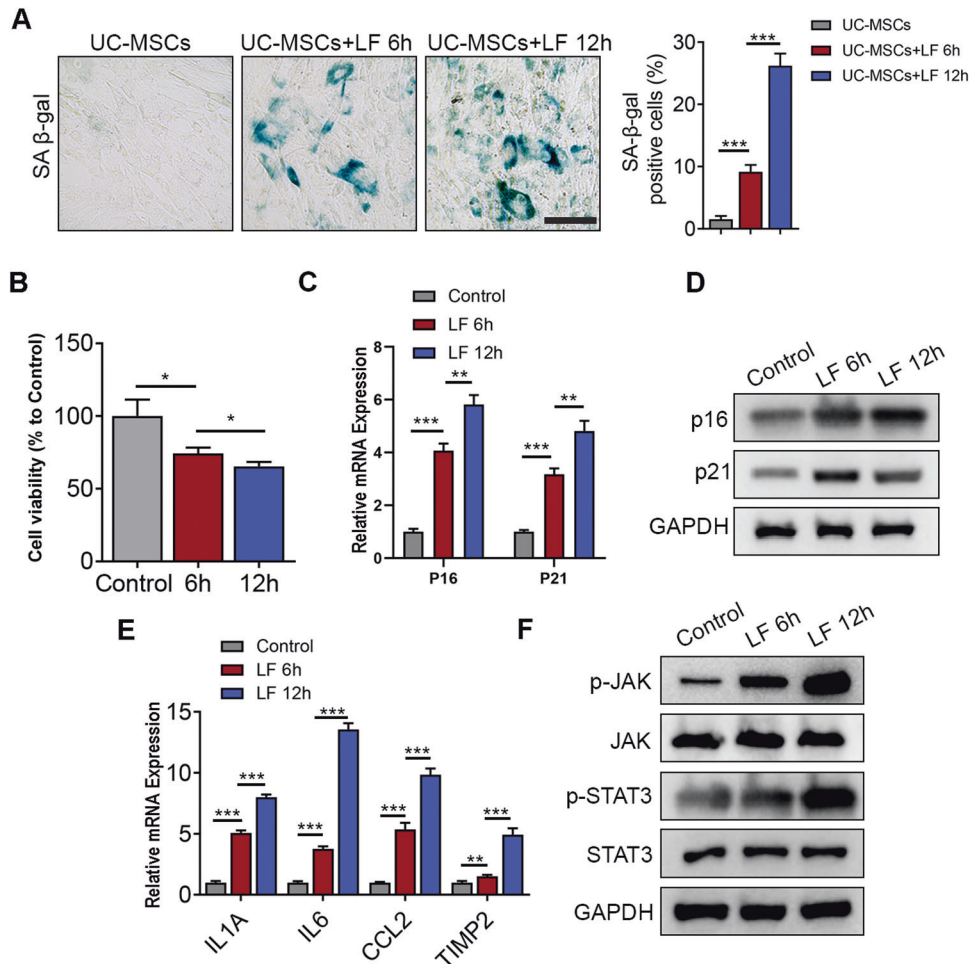 A
UC-MSCs
UC-MSCs+LF 6h
UC-MSCs+LF 12h
SA β-gal
SA-β-gal
positive cells (%)
30
20
10
0
***
***
UC-MSCs
UC-MSCs+LF 6h
UC-MSCs+LF 12h
B
Cell viability (% to Control)
150
100
50
0
*
*
Control
6h
12h
C
Control
LF 6h
LF 12h
Relative mRNA Expression
8
6
4
2
0
***
**
***
**
P16
P21
D
Control
LF 6h
LF 12h
p16
p21
GAPDH
E
Control
LF 6h
LF 12h
Relative mRNA Expression
15
10
5
0
***
***
***
***
***
***
**
***
IL1A
IL6
CCL2
TIMP2
F
Control
LF 6h
LF 12h
p-JAK
JAK
p-STAT3
STAT3
GAPDH